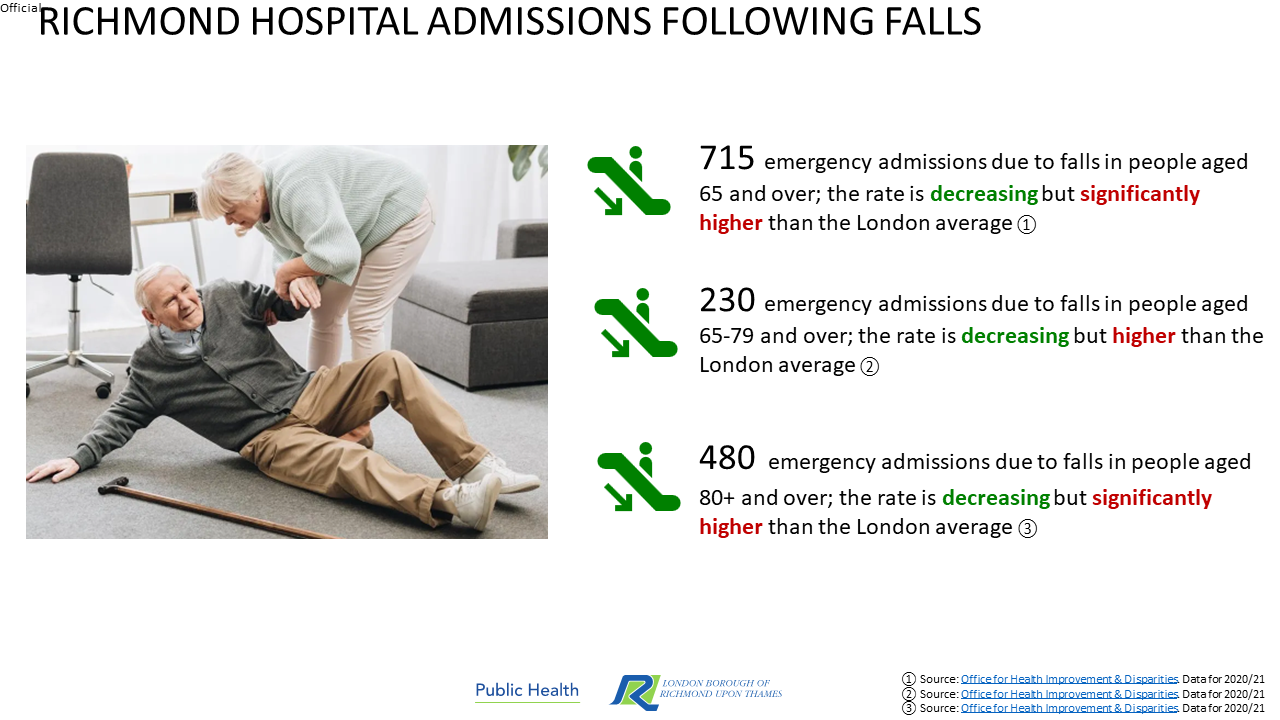 Official
RICHMOND HOSPITAL ADMISSIONS FOLLOWING FALLS
715 emergency admissions due to falls in people aged
65 and over; the rate is decreasing but significantly
higher than the London average ①
230 emergency admissions due to falls in people aged
65-79 and over; the rate is decreasing but higher than the
London average ②
480 emergency admissions due to falls in people aged
80+ and over; the rate is decreasing but significantly
higher than the London average ③
Public Health
LONDON BOROUGH OF
RICHMOND UPON THAMES
① Source: Office for Health Improvement & Disparities. Data for 2020/21
② Source: Office for Health Improvement & Disparities. Data for 2020/21
③ Source: Office for Health Improvement & Disparities. Data for 2020/21